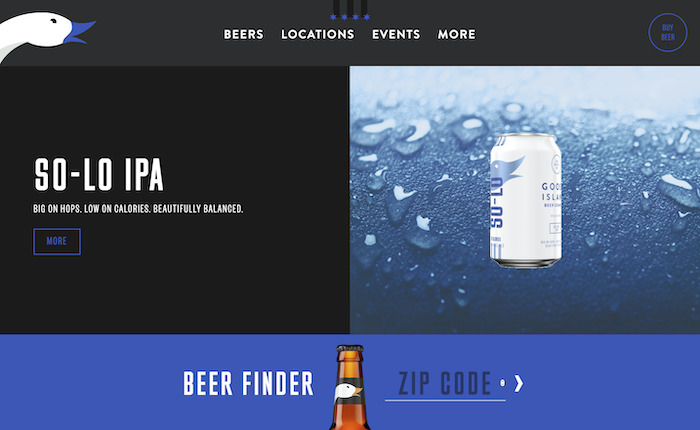 BEERS LOCATIONS EVENTS MORE
BUY
BEER
SO-LO IPA
BIG ON HOPS. LOW ON CALORIES. BEAUTIFULLY BALANCED.
MORE
SO-LO
GOOS
ISLA
BEER FINDER
ZIP CODE